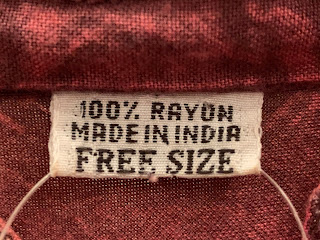 100% RAYON
MADE IN INDIA
FREE SIZE